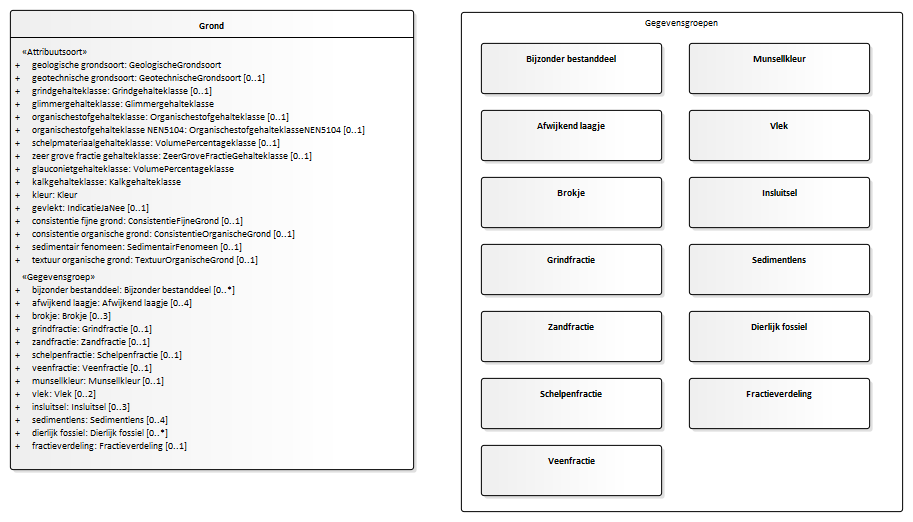 Grond
«Attribuutsoort»
+ geologische grondsoort: GeologischeGrondsoort
+ geotechnische grondsoort: GeotechnischeGrondsoort [0..1]
+ grindgehalteklasse: Grindgehalteklasse [0..1]
+ glimmergehalteklasse: Glimmergehalteklasse
+ organischestofgehalteklasse: Organischestofgehalteklasse [0..1]
+ organischestofgehalteklasse NEN5104: OrganischestofgehalteklasseNEN5104 [0..1]
+ schelpmateriaalgehalteklasse: VolumePercentageklasse [0..1]
+ zeer grove fractie gehalteklasse: ZeerGroveFractieGehalteklasse [0..1]
+ glauconietgehalteklasse: VolumePercentageklasse
+ kalkgehalteklasse: Kalkgehalteklasse
+ kleur: Kleur
+ gevlekt: IndicatieJaNee [0..1]
+ consistentie fijne grond: ConsistentieFijneGrond [0..1]
+ consistentie organische grond: ConsistentieOrganischeGrond [0..1]
+ sedimentair fenomeen: SedimentairFenomeen [0..1]
+ textuur organische grond: TextuurOrganischeGrond [0..1]
«Gegevensgroep»
+ bijzonder bestanddeel: Bijzonder bestanddeel [0..*]
+ afwijkend laagje: Afwijkend laagje [0..4]
+ brokje: Brokje [0..3]
+ grindfractie: Grindfractie [0..1]
+ zandfractie: Zandfractie [0..1]
+ schelpenfractie: Schelpenfractie [0..1]
+ veenfractie: Veenfractie [0..1]
+ munsellkleur: Munsellkleur [0..1]
+ vlek: Vlek [0..2]
+ insluitsel: Insluitsel [0..3]
+ sedimentlens: Sedimentlens [0..4]
+ dierlijk fossiel: Dierlijk fossiel [0..*]
+ fractieverdeling: Fractieverdeling [0..1]
Gegevensgroepen
Bijzonder bestanddeel
Munsellkleur
Afwijkend laagje
Vlek
Brokje
Insluitsel
Grindfractie
Sedimentlens
Zandfractie
Dierlijk fossiel
Schelpenfractie
Fractieverdeling
Veenfractie